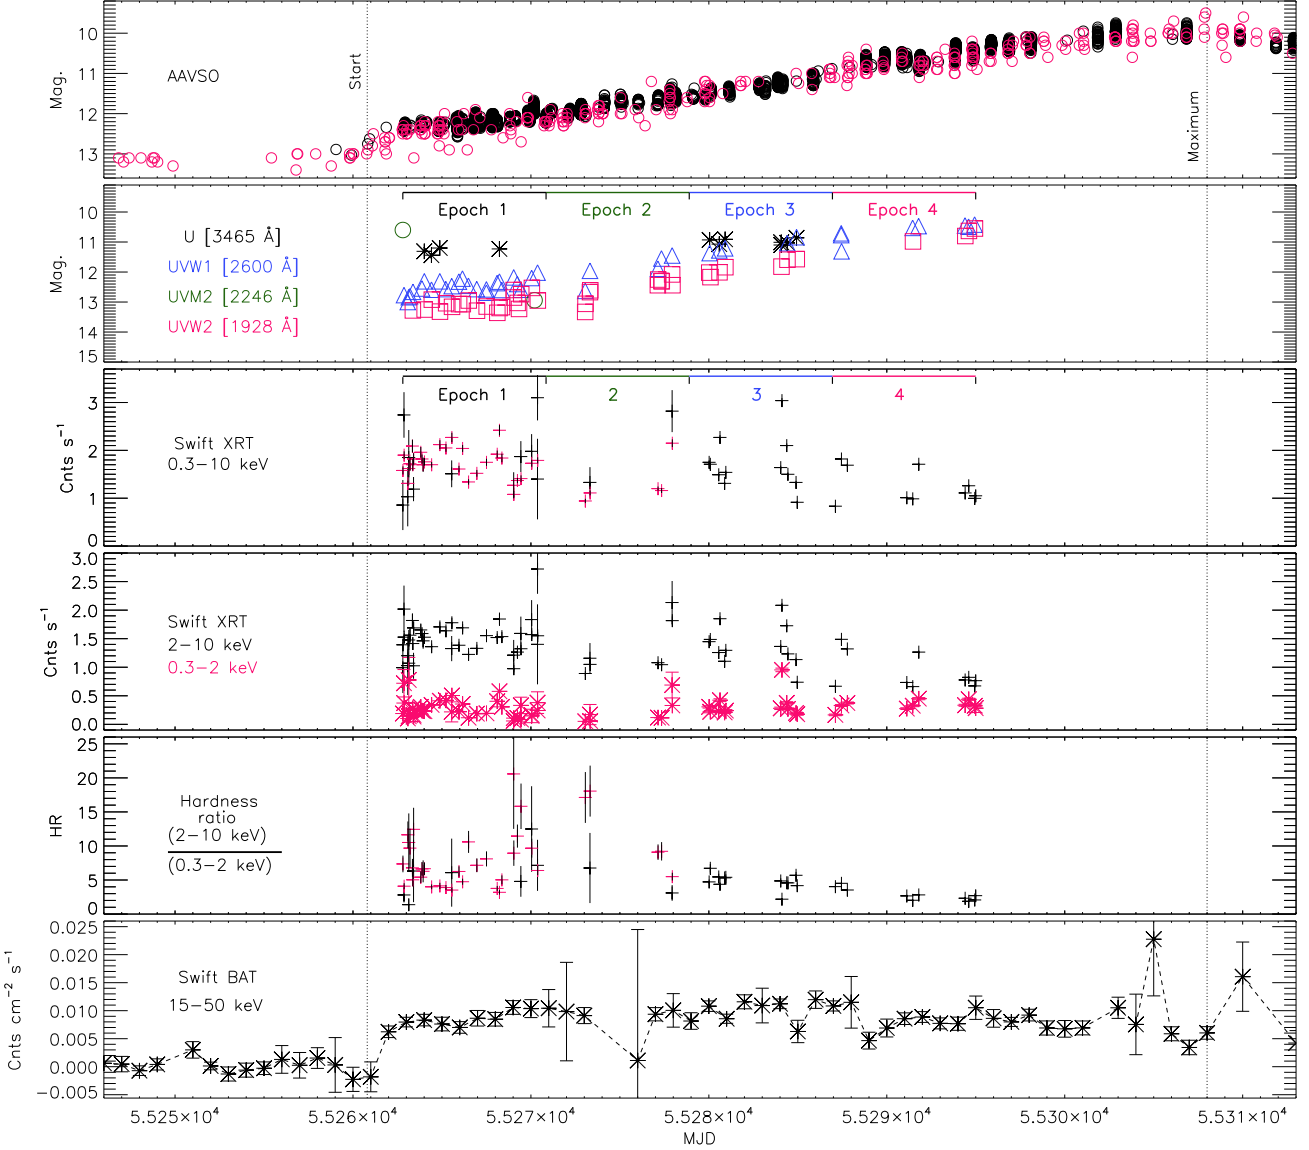 10
11
12
13
Mag.
AAVSO
Start
Maximum
10
11
12
13
14
15
Mag.
Epoch 1
Epoch 2
Epoch 3
Epoch 4
U [3465 Å]
UVW1 [2600 Å]
UVM2 [2246 Å]
UVW2 [1928 Å]
3
2
1
0
Cnts s⁻¹
Epoch 1
2
3
4
Swift XRT
0.3−10 keV
3.0
2.5
2.0
1.5
1.0
0.5
0.0
Cnts s⁻¹
Swift XRT
2−10 keV
0.3−2 keV
25
20
15
10
5
0
HR
Hardness
ratio
(2−10 keV)
(0.3−2 keV)
0.025
0.020
0.015
0.010
0.005
0.000
−0.005
Cnts cm⁻² s⁻¹
Swift BAT
15−50 keV
5.525×10⁴
5.526×10⁴
5.527×10⁴
5.528×10⁴
5.529×10⁴
5.530×10⁴
5.531×10⁴
MJD